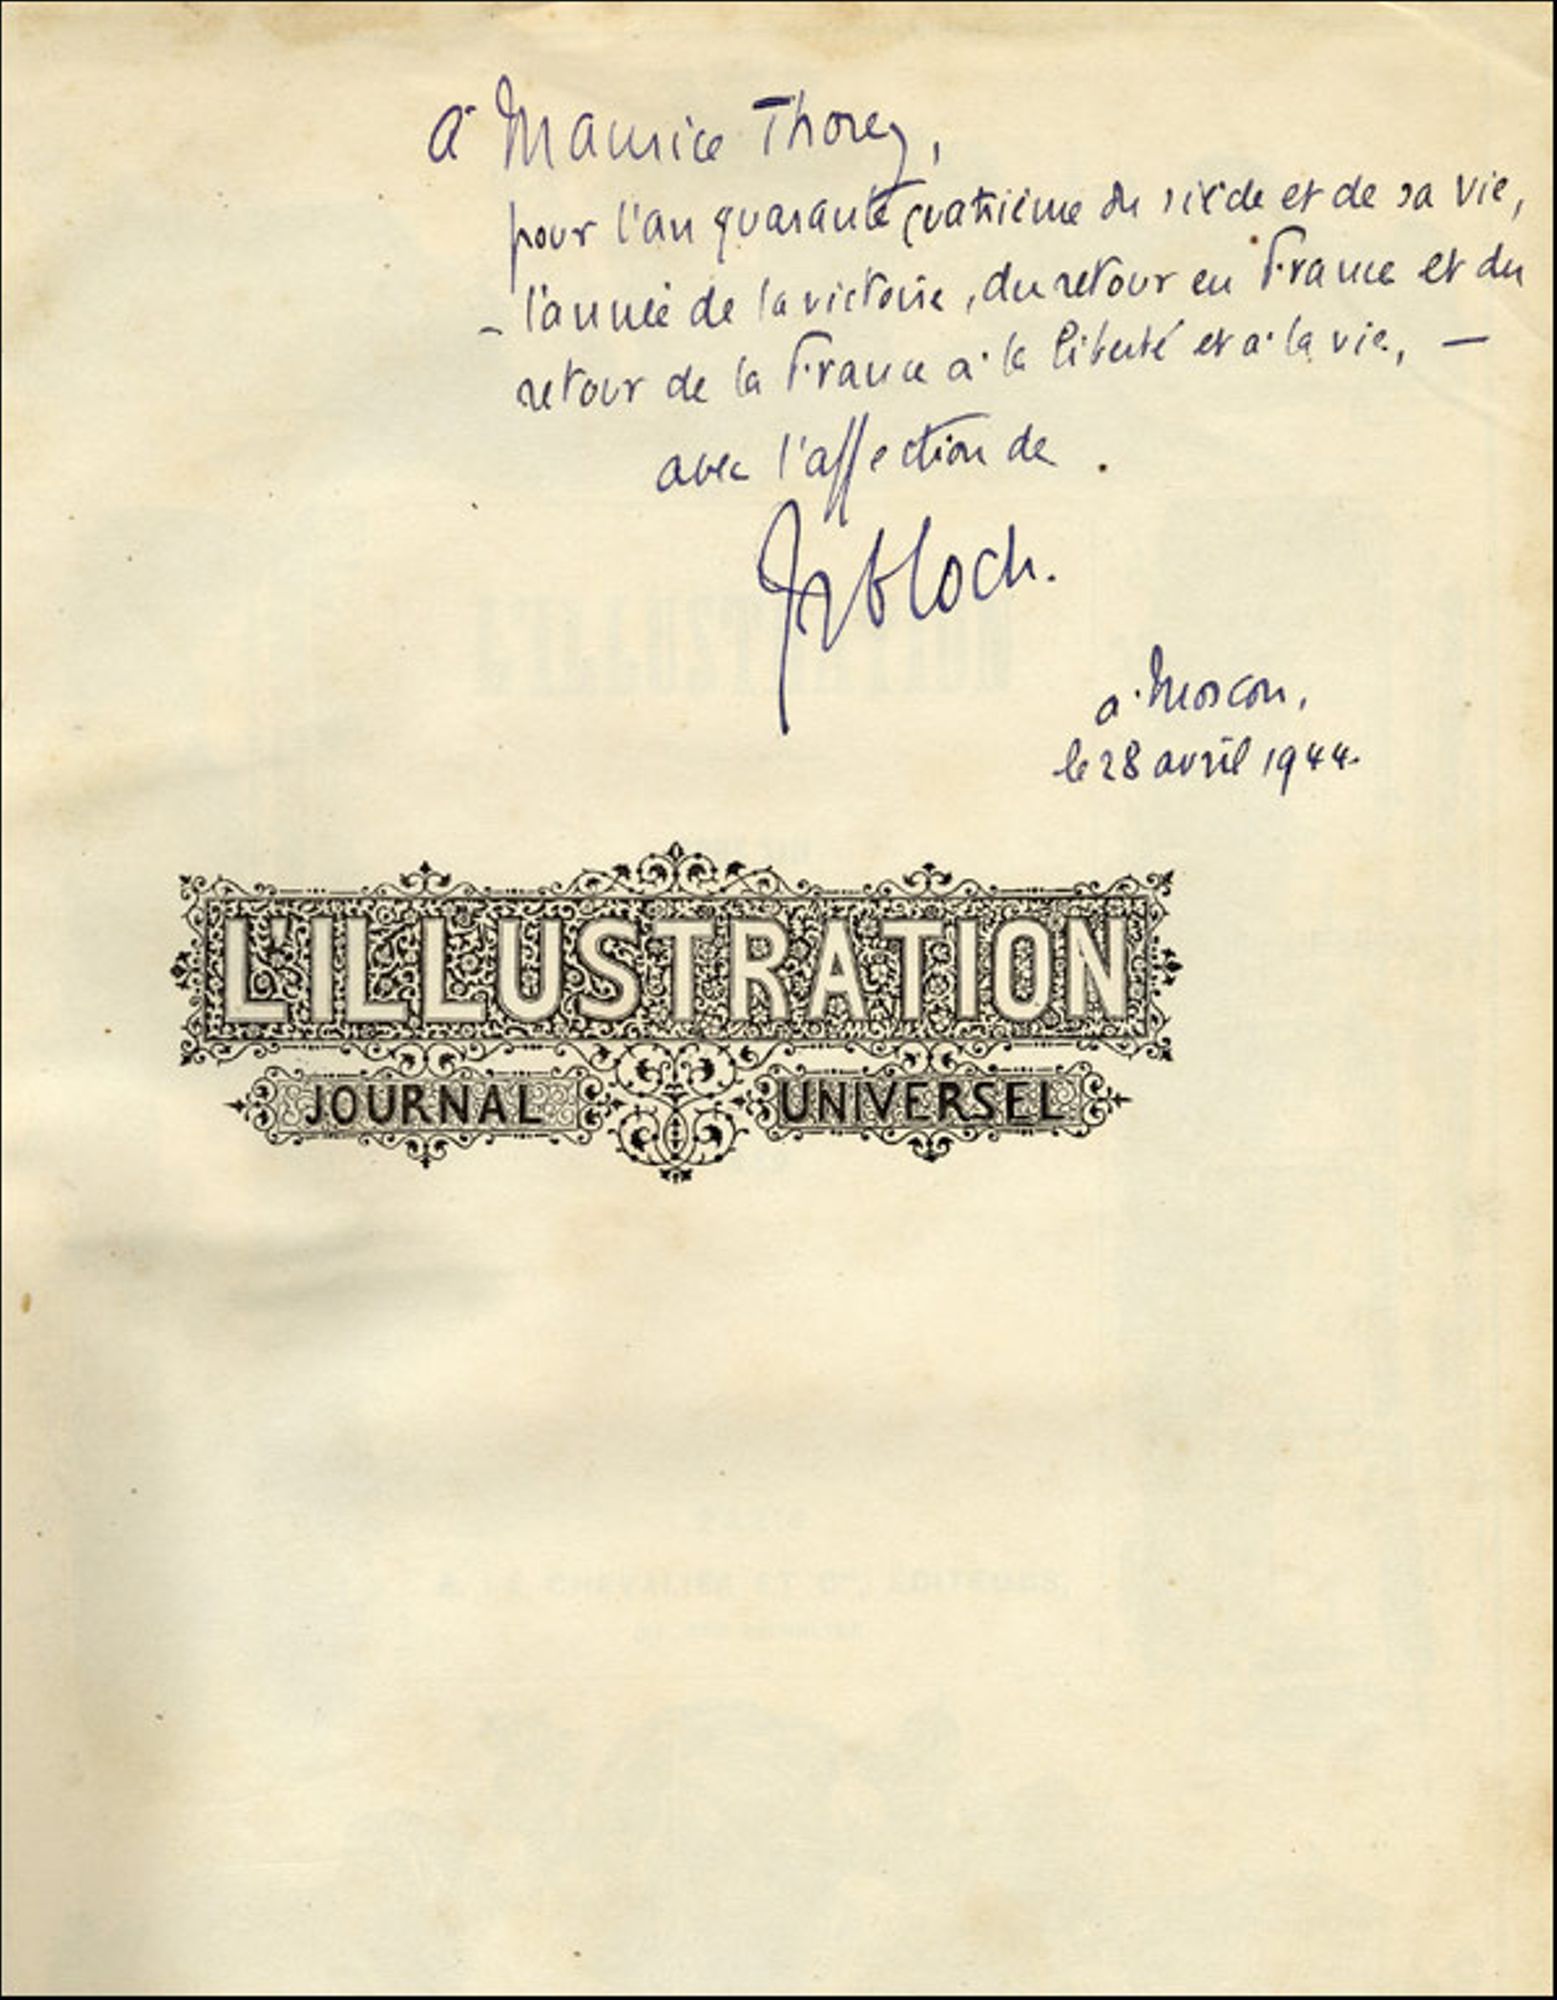 à Maurice Thorez,
pour l'an quarante quatrième du siècle et de sa vie,
– l'année de la victoire, du retour en France et du
retour de la France à la liberté et à la vie, –
avec l'affection de
JRBloch.
à Moscou,
le 28 avril 1944.
L'ILLUSTRATION
JOURNAL UNIVERSEL